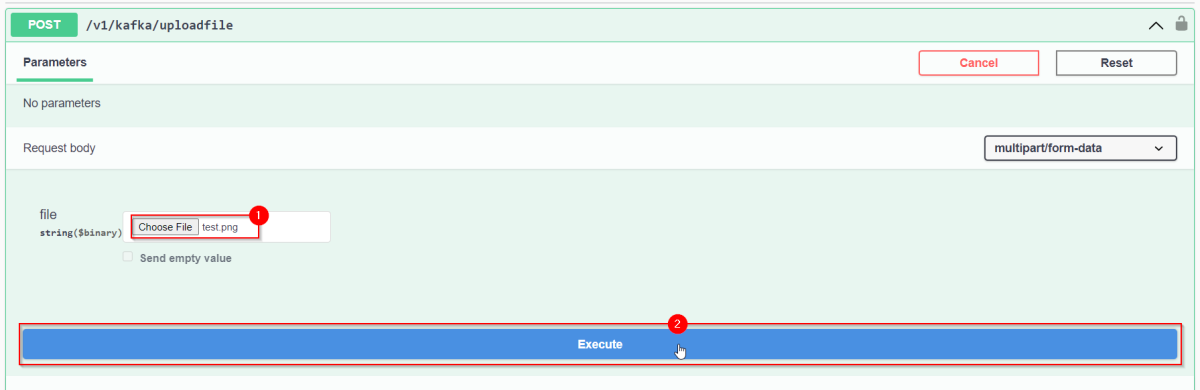 POST /v1/kafka/uploadfile
Parameters Cancel Reset
No parameters
Request body multipart/form-data
file
1
string($binary) Choose File test.png
Send empty value
2
Execute